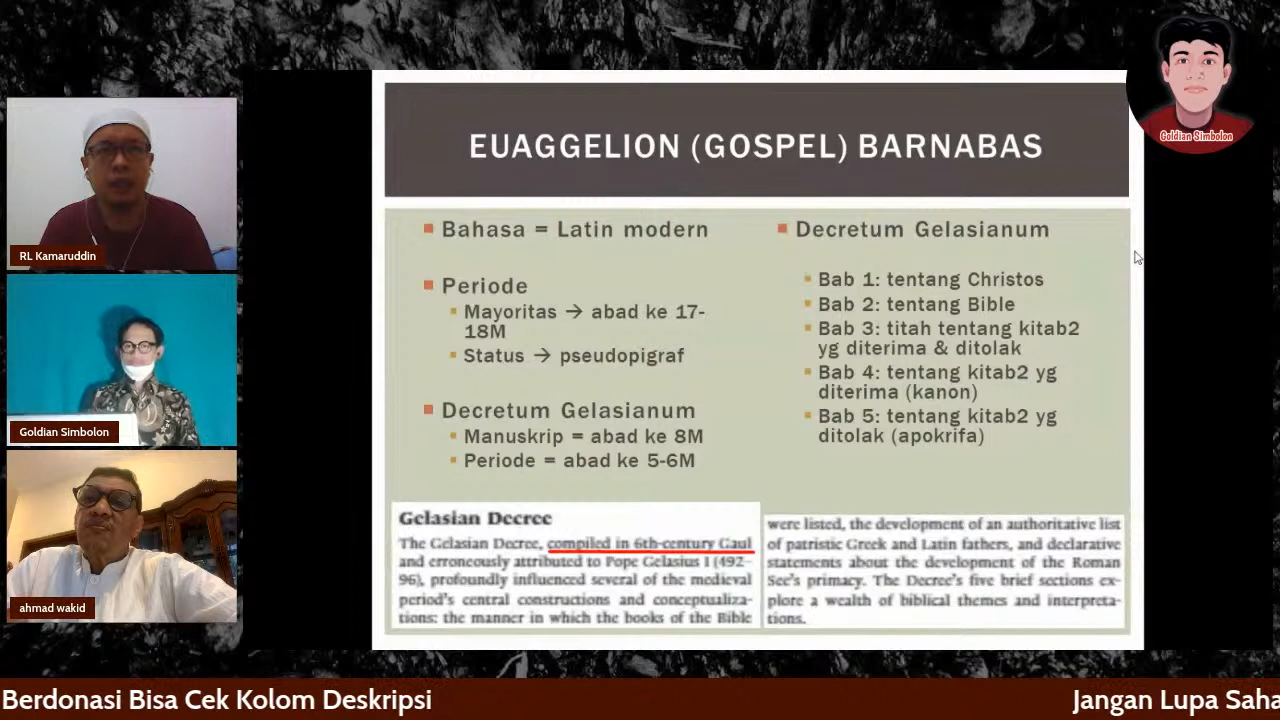 Goldian Simbolon
RL Kamaruddin
Goldian Simbolon
ahmad wakid
EUAGGELION (GOSPEL) BARNABAS
Bahasa = Latin modern
Periode
Mayoritas → abad ke 17-
18M
Status → pseudopigraf
Decretum Gelasianum
Manuskrip = abad ke 8M
Periode = abad ke 5-6M
Decretum Gelasianum
Bab 1: tentang Christos
Bab 2: tentang Bible
Bab 3: titah tentang kitab2
yg diterima & ditolak
Bab 4: tentang kitab2 yg
diterima (kanon)
Bab 5: tentang kitab2 yg
ditolak (apokrifa)
Gelasian Decree
The Gelasian Decree, compiled in 6th-century Gaul
and erroneously attributed to Pope Gelasius I (492–
96), profoundly influenced several of the medieval
period's central constructions and conceptualiza-
tions: the manner in which the books of the Bible
were listed, the development of an authoritative list
of patristic Greek and Latin fathers, and declarative
statements about the development of the Roman
See's primacy. The Decree's five brief sections ex-
plore a wealth of biblical themes and interpreta-
tions.
Berdonasi Bisa Cek Kolom Deskripsi
Jangan Lupa Saha